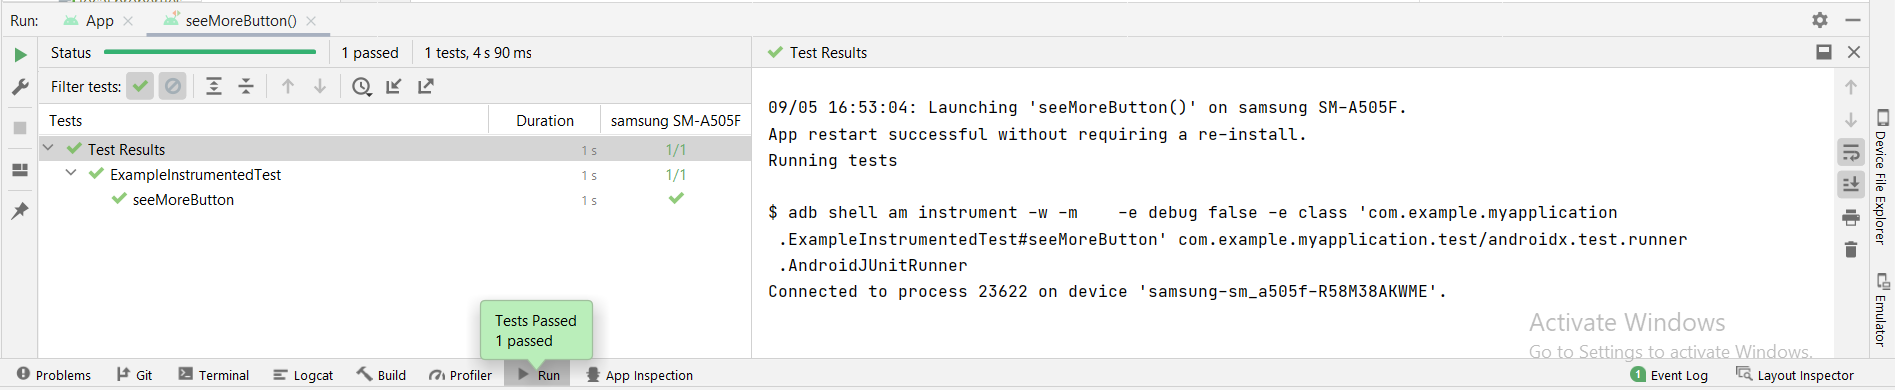 Run: App seeMoreButton()
Status 1 passed 1 tests, 4 s 90 ms
Test Results
Filter tests:
Tests Duration samsung SM-A505F
Test Results 1 s 1/1
ExampleInstrumentedTest 1 s 1/1
seeMoreButton 1 s
09/05 16:53:04: Launching 'seeMoreButton()' on samsung SM-A505F.
App restart successful without requiring a re-install.
Running tests
$ adb shell am instrument -w -m    -e debug false -e class 'com.example.myapplication
.ExampleInstrumentedTest#seeMoreButton' com.example.myapplication.test/androidx.test.runner
.AndroidJUnitRunner
Connected to process 23622 on device 'samsung-sm_a505f-R58M38AKWME'.
Tests Passed
1 passed
Activate Windows
Go to Settings to activate Windows.
Device File Explorer
Emulator
Problems Git Terminal Logcat Build Profiler Run App Inspection 1 Event Log Layout Inspector